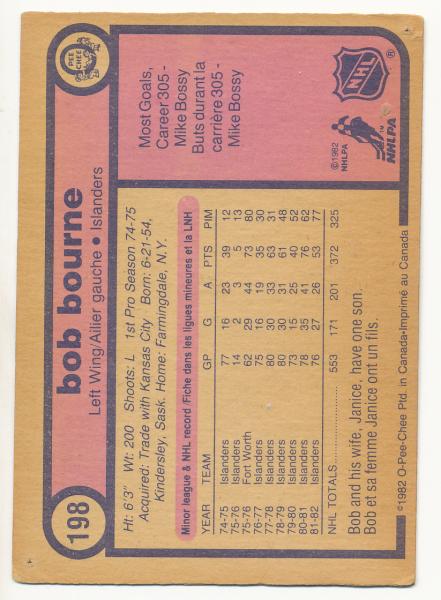 198
bob bourne
Left Wing/Ailier gauche • Islanders
O PEE CHEE
Ht: 6'3" Wt: 200 Shoots: L 1st Pro Season 74-75
Acquired: Trade with Kansas City Born: 6-21-54,
Kindersley, Sask. Home: Farmingdale, N.Y.
Minor league & NHL record/Fiche dans les ligues mineures et la LNH
YEAR TEAM GP G A PTS PIM
74-75 Islanders 77 16 23 39 12
75-76 Islanders 14 2 3 5 13
75-76 Fort Worth 62 29 44 73 80
76-77 Islanders 75 16 19 35 30
77-78 Islanders 80 30 33 63 31
78-79 Islanders 80 30 31 61 48
79-80 Islanders 73 15 25 40 52
80-81 Islanders 78 35 41 76 62
81-82 Islanders 76 27 26 53 77
NHL TOTALS 553 171 201 372 325
Bob and his wife, Janice, have one son.
Bob et sa femme Janice ont un fils.
©1982 O-Pee-Chee Ptd. in Canada-Imprimé au Canada
Most Goals,
Career 305 -
Mike Bossy
Buts durant la
carrière 305 -
Mike Bossy
NHL
®
©1982
NHLPA
TM
NHLPA